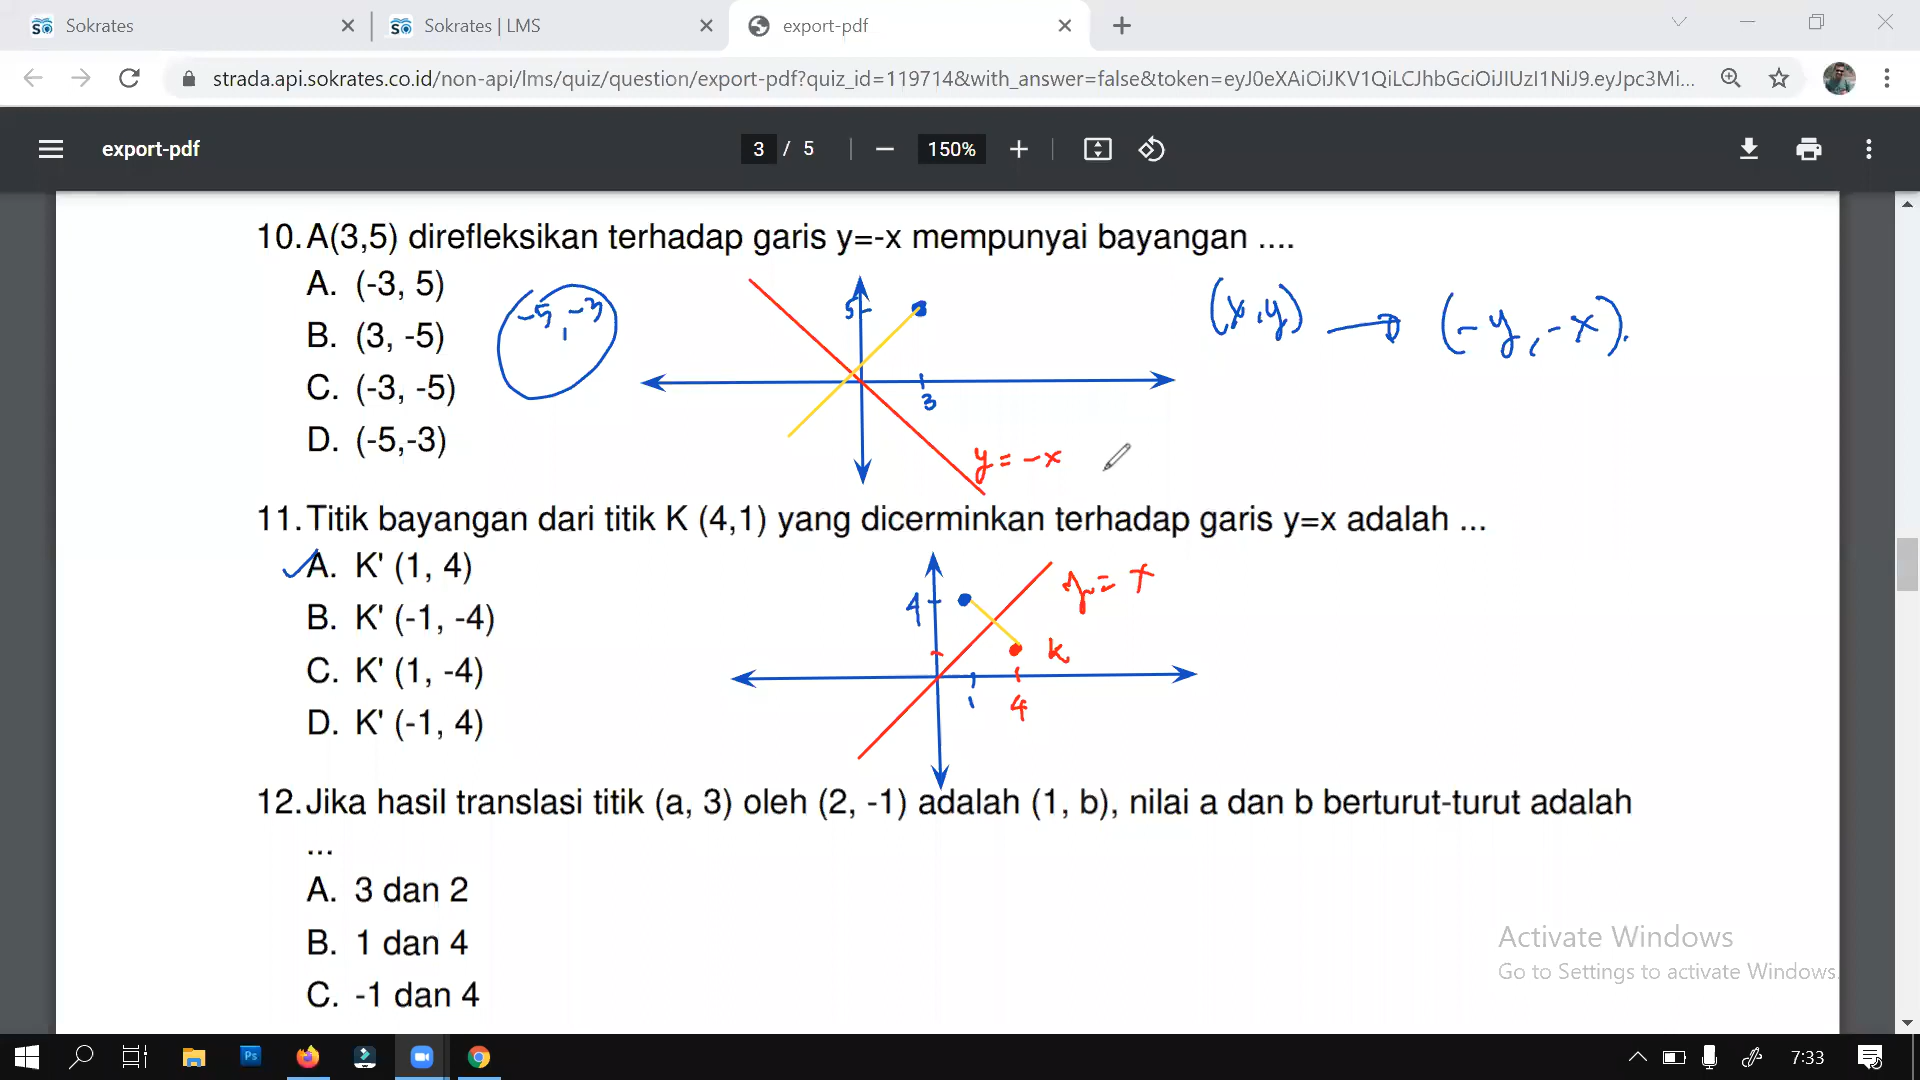 Sokrates
Sokrates | LMS
export-pdf
strada.api.sokrates.co.id/non-api/lms/quiz/question/export-pdf?quiz_id=119714&with_answer=false&token=eyJ0eXAiOiJKV1QiLCJhbGciOiJIUzI1NiJ9.eyJpc3Mi...
export-pdf
3 / 5
150%
10. A(3,5) direfleksikan terhadap garis y=-x mempunyai bayangan ....
A. (-3, 5)
B. (3, -5)
C. (-3, -5)
D. (-5,-3)
-5, -3
5
3
y = -x
(x, y) → (-y, -x).
11. Titik bayangan dari titik K (4,1) yang dicerminkan terhadap garis y=x adalah ...
A. K' (1, 4)
B. K' (-1, -4)
C. K' (1, -4)
D. K' (-1, 4)
4
y = x
K
1
4
12. Jika hasil translasi titik (a, 3) oleh (2, -1) adalah (1, b), nilai a dan b berturut-turut adalah
...
A. 3 dan 2
B. 1 dan 4
C. -1 dan 4
Activate Windows
Go to Settings to activate Windows.
Ps
7:33